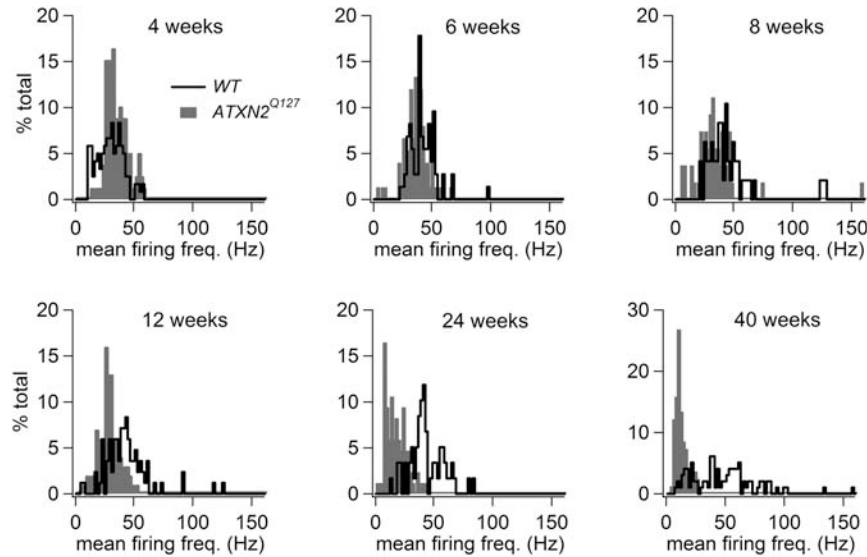 4 weeks
20
15
10
5
0
% total
WT
ATXN2^Q127
0 50 100 150
mean firing freq. (Hz)
6 weeks
20
15
10
5
0
0 50 100 150
mean firing freq. (Hz)
8 weeks
20
15
10
5
0
0 50 100 150
mean firing freq. (Hz)
12 weeks
20
15
10
5
0
% total
0 50 100 150
mean firing freq. (Hz)
24 weeks
20
15
10
5
0
0 50 100 150
mean firing freq. (Hz)
40 weeks
30
20
10
0
0 50 100 150
mean firing freq. (Hz)